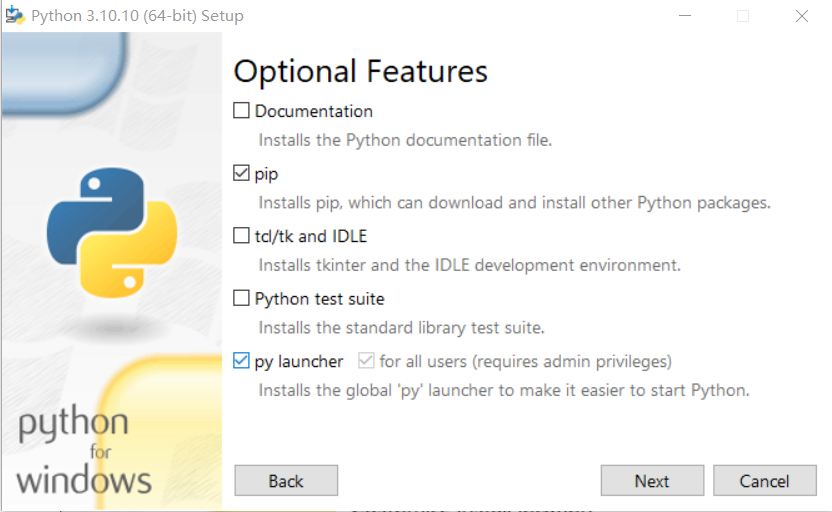 Python 3.10.10 (64-bit) Setup
Optional Features
Documentation
Installs the Python documentation file.
pip
Installs pip, which can download and install other Python packages.
tcl/tk and IDLE
Installs tkinter and the IDLE development environment.
Python test suite
Installs the standard library test suite.
py launcher for all users (requires admin privileges)
Installs the global 'py' launcher to make it easier to start Python.
python
for
windows
Back Next Cancel